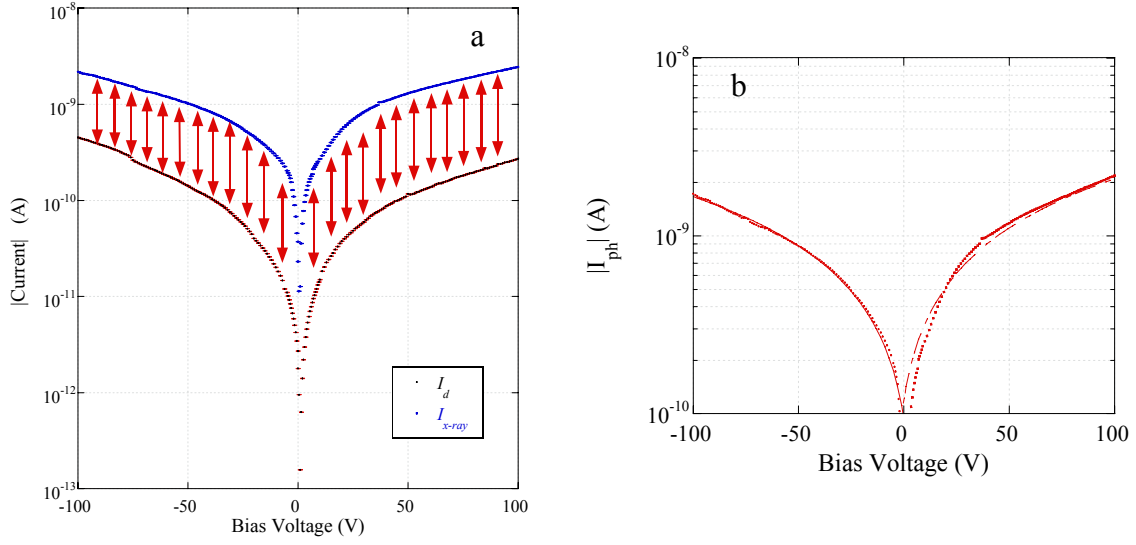 a
10^-8
10^-9
10^-10
10^-11
10^-12
10^-13
|Current| (A)
I_d
I_x-ray
-100 -50 0 50 100
Bias Voltage (V)
b
10^-8
10^-9
10^-10
|I_ph| (A)
-100 -50 0 50 100
Bias Voltage (V)